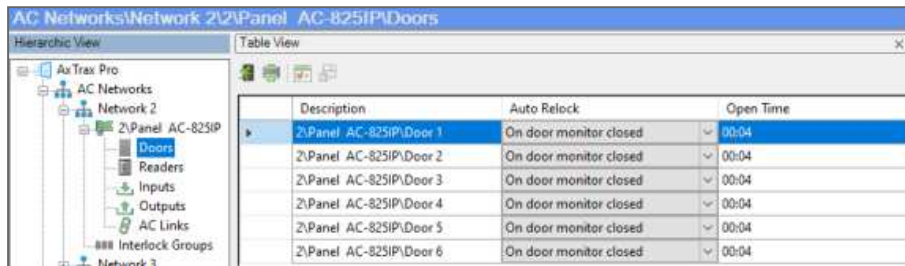 AC Networks\Network 2\2\Panel AC-825IP\Doors
Hierarchic View
Table View
AxTrax Pro
AC Networks
Network 2
2\Panel AC-825IP
Doors
Readers
Inputs
Outputs
AC Links
Interlock Groups
Network 3
Description Auto Relock Open Time
2\Panel AC-825IP\Door 1 On door monitor closed 00:04
2\Panel AC-825IP\Door 2 On door monitor closed 00:04
2\Panel AC-825IP\Door 3 On door monitor closed 00:04
2\Panel AC-825IP\Door 4 On door monitor closed 00:04
2\Panel AC-825IP\Door 5 On door monitor closed 00:04
2\Panel AC-825IP\Door 6 On door monitor closed 00:04